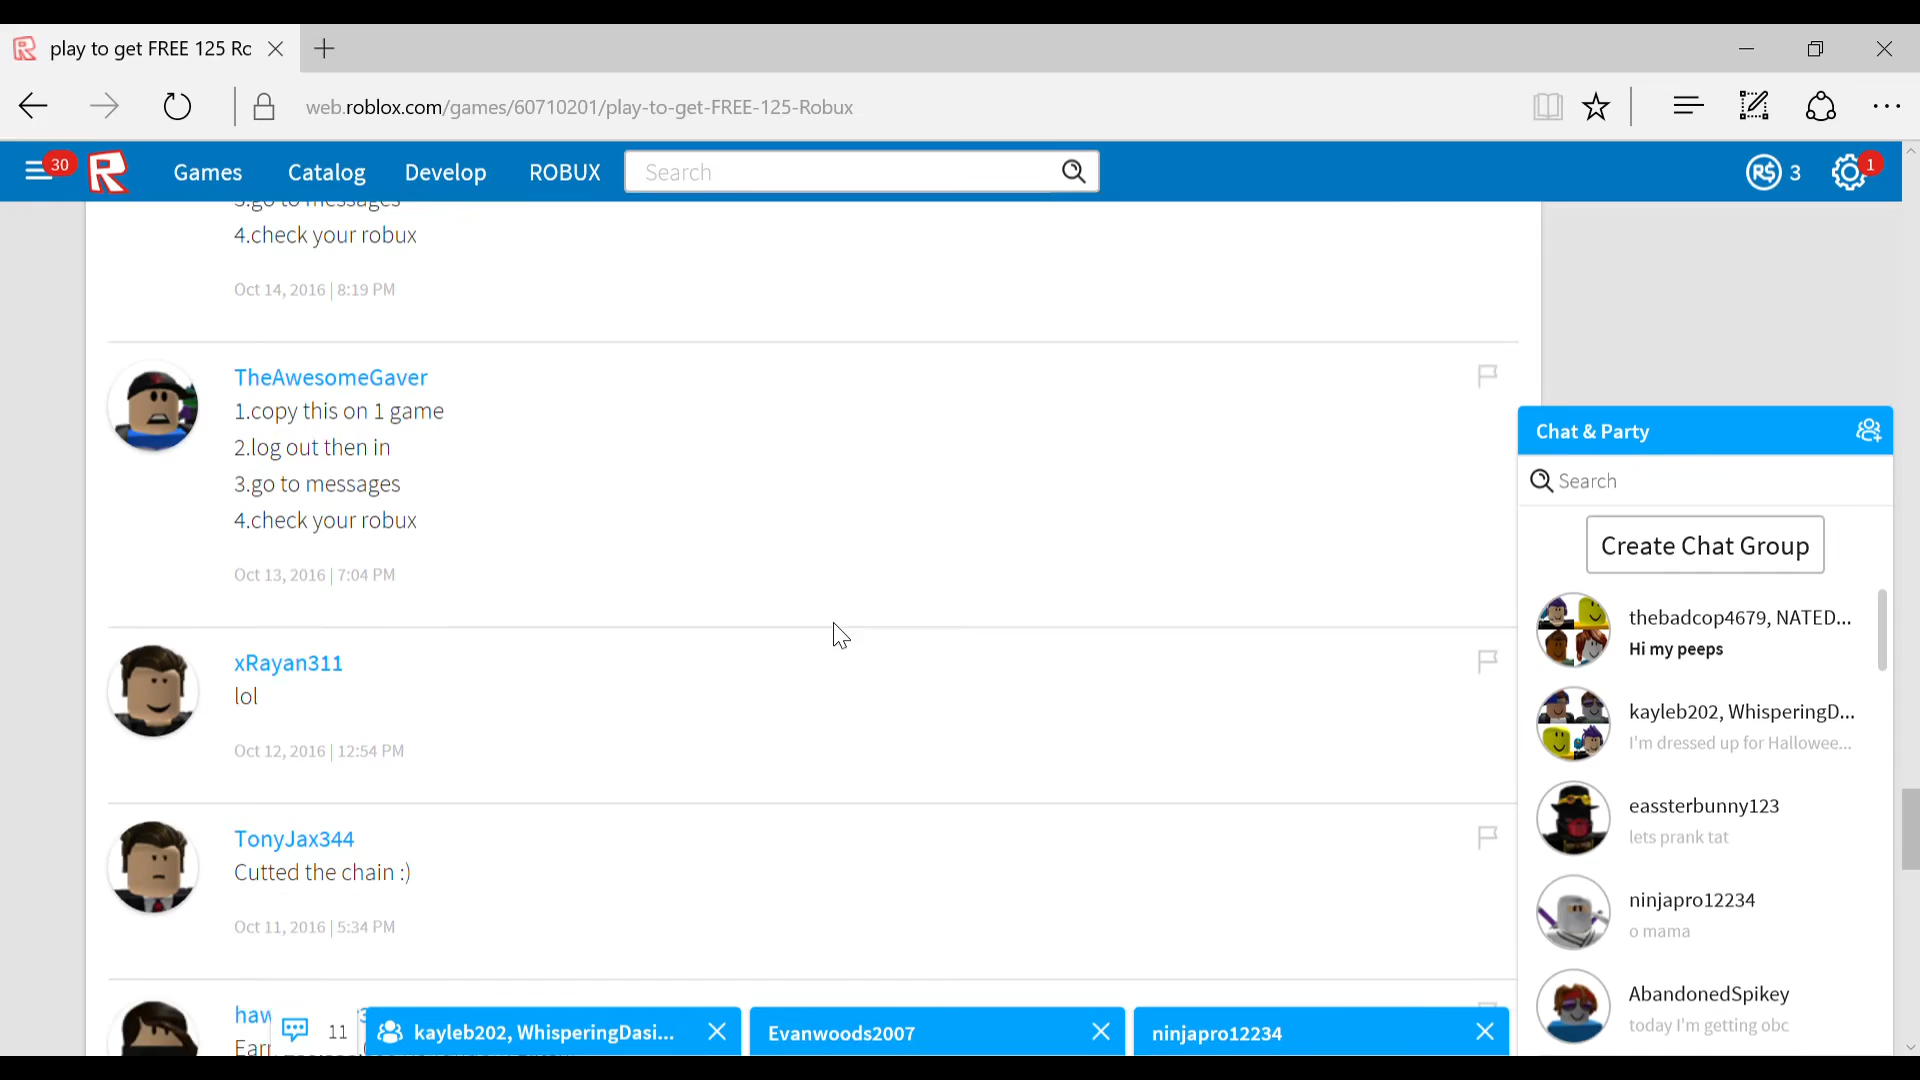 play to get FREE 125 Ro
web.roblox.com/games/60710201/play-to-get-FREE-125-Robux
30
Games
Catalog
Develop
ROBUX
Search
R$ 3
1
3.go to messages
4.check your robux
Oct 14, 2016 | 8:19 PM
TheAwesomeGaver
1.copy this on 1 game
2.log out then in
3.go to messages
4.check your robux
Oct 13, 2016 | 7:04 PM
xRayan311
lol
Oct 12, 2016 | 12:54 PM
TonyJax344
Cutted the chain :)
Oct 11, 2016 | 5:34 PM
Chat & Party
Search
Create Chat Group
thebadcop4679, NATED...
Hi my peeps
kayleb202, WhisperingD...
I'm dressed up for Hallowee...
eassterbunny123
lets prank tat
ninjapro12234
o mama
AbandonedSpikey
today I'm getting obc
11
kayleb202, WhisperingDasi...
Evanwoods2007
ninjapro12234